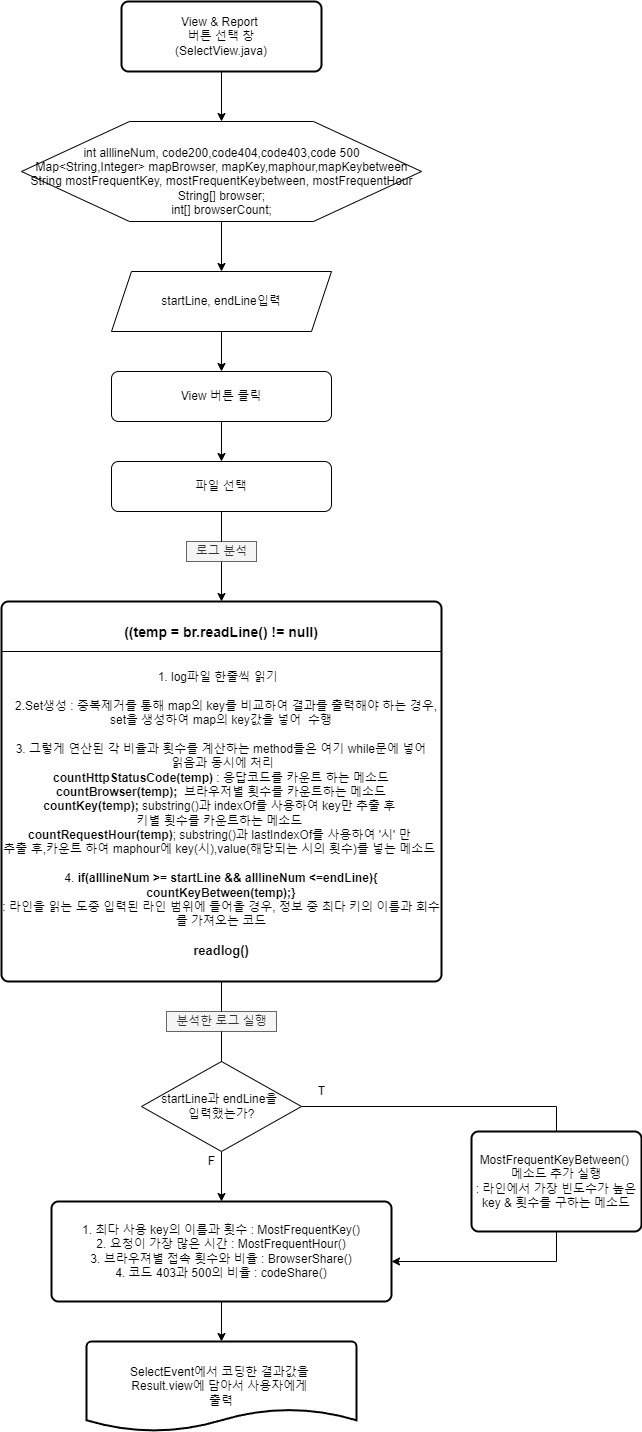 View & Report
버튼 선택 창
(SelectView.java)
int alllineNum, code200,code404,code403,code 500
Map<String,Integer> mapBrowser, mapKey,maphour,mapKeybetween
String mostFrequentKey, mostFrequentKeybetween, mostFrequentHour
String[] browser;
int[] browserCount;
startLine, endLine입력
View 버튼 클릭
파일 선택
로그 분석
((temp = br.readLine() != null)
1. log파일 한줄씩 읽기
2.Set생성 : 중복제거를 통해 map의 key를 비교하여 결과를 출력해야 하는 경우,
set을 생성하여 map의 key값을 넣어 수행
3. 그렇게 연산된 각 비율과 횟수를 계산하는 method들은 여기 while문에 넣어
읽음과 동시에 처리
countHttpStatusCode(temp) : 응답코드를 카운트 하는 메소드
countBrowser(temp); 브라우저별 횟수를 카운트하는 메소드
countKey(temp); substring()과 indexOf를 사용하여 key만 추출 후
키별 횟수를 카운트하는 메소드
countRequestHour(temp); substring()과 lastIndexOf를 사용하여 '시' 만
추출 후,카운트 하여 maphour에 key(시),value(해당되는 시의 횟수)를 넣는 메소드
4. if(alllineNum >= startLine && alllineNum <=endLine){
countKeyBetween(temp);}
: 라인을 읽는 도중 입력된 라인 범위에 들어올 경우, 정보 중 최다 키의 이름과 회수
를 가져오는 코드
readlog()
분석한 로그 실행
startLine과 endLine을
입력했는가?
T
F
MostFrequentKeyBetween()
메소드 추가 실행
: 라인에서 가장 빈도수가 높은
key & 횟수를 구하는 메소드
1. 최다 사용 key의 이름과 횟수 : MostFrequentKey()
2. 요청이 가장 많은 시간 : MostFrequentHour()
3. 브라우져별 접속 횟수와 비율 : BrowserShare()
4. 코드 403과 500의 비율 : codeShare()
SelectEvent에서 코딩한 결과값을
Result.view에 담아서 사용자에게
출력